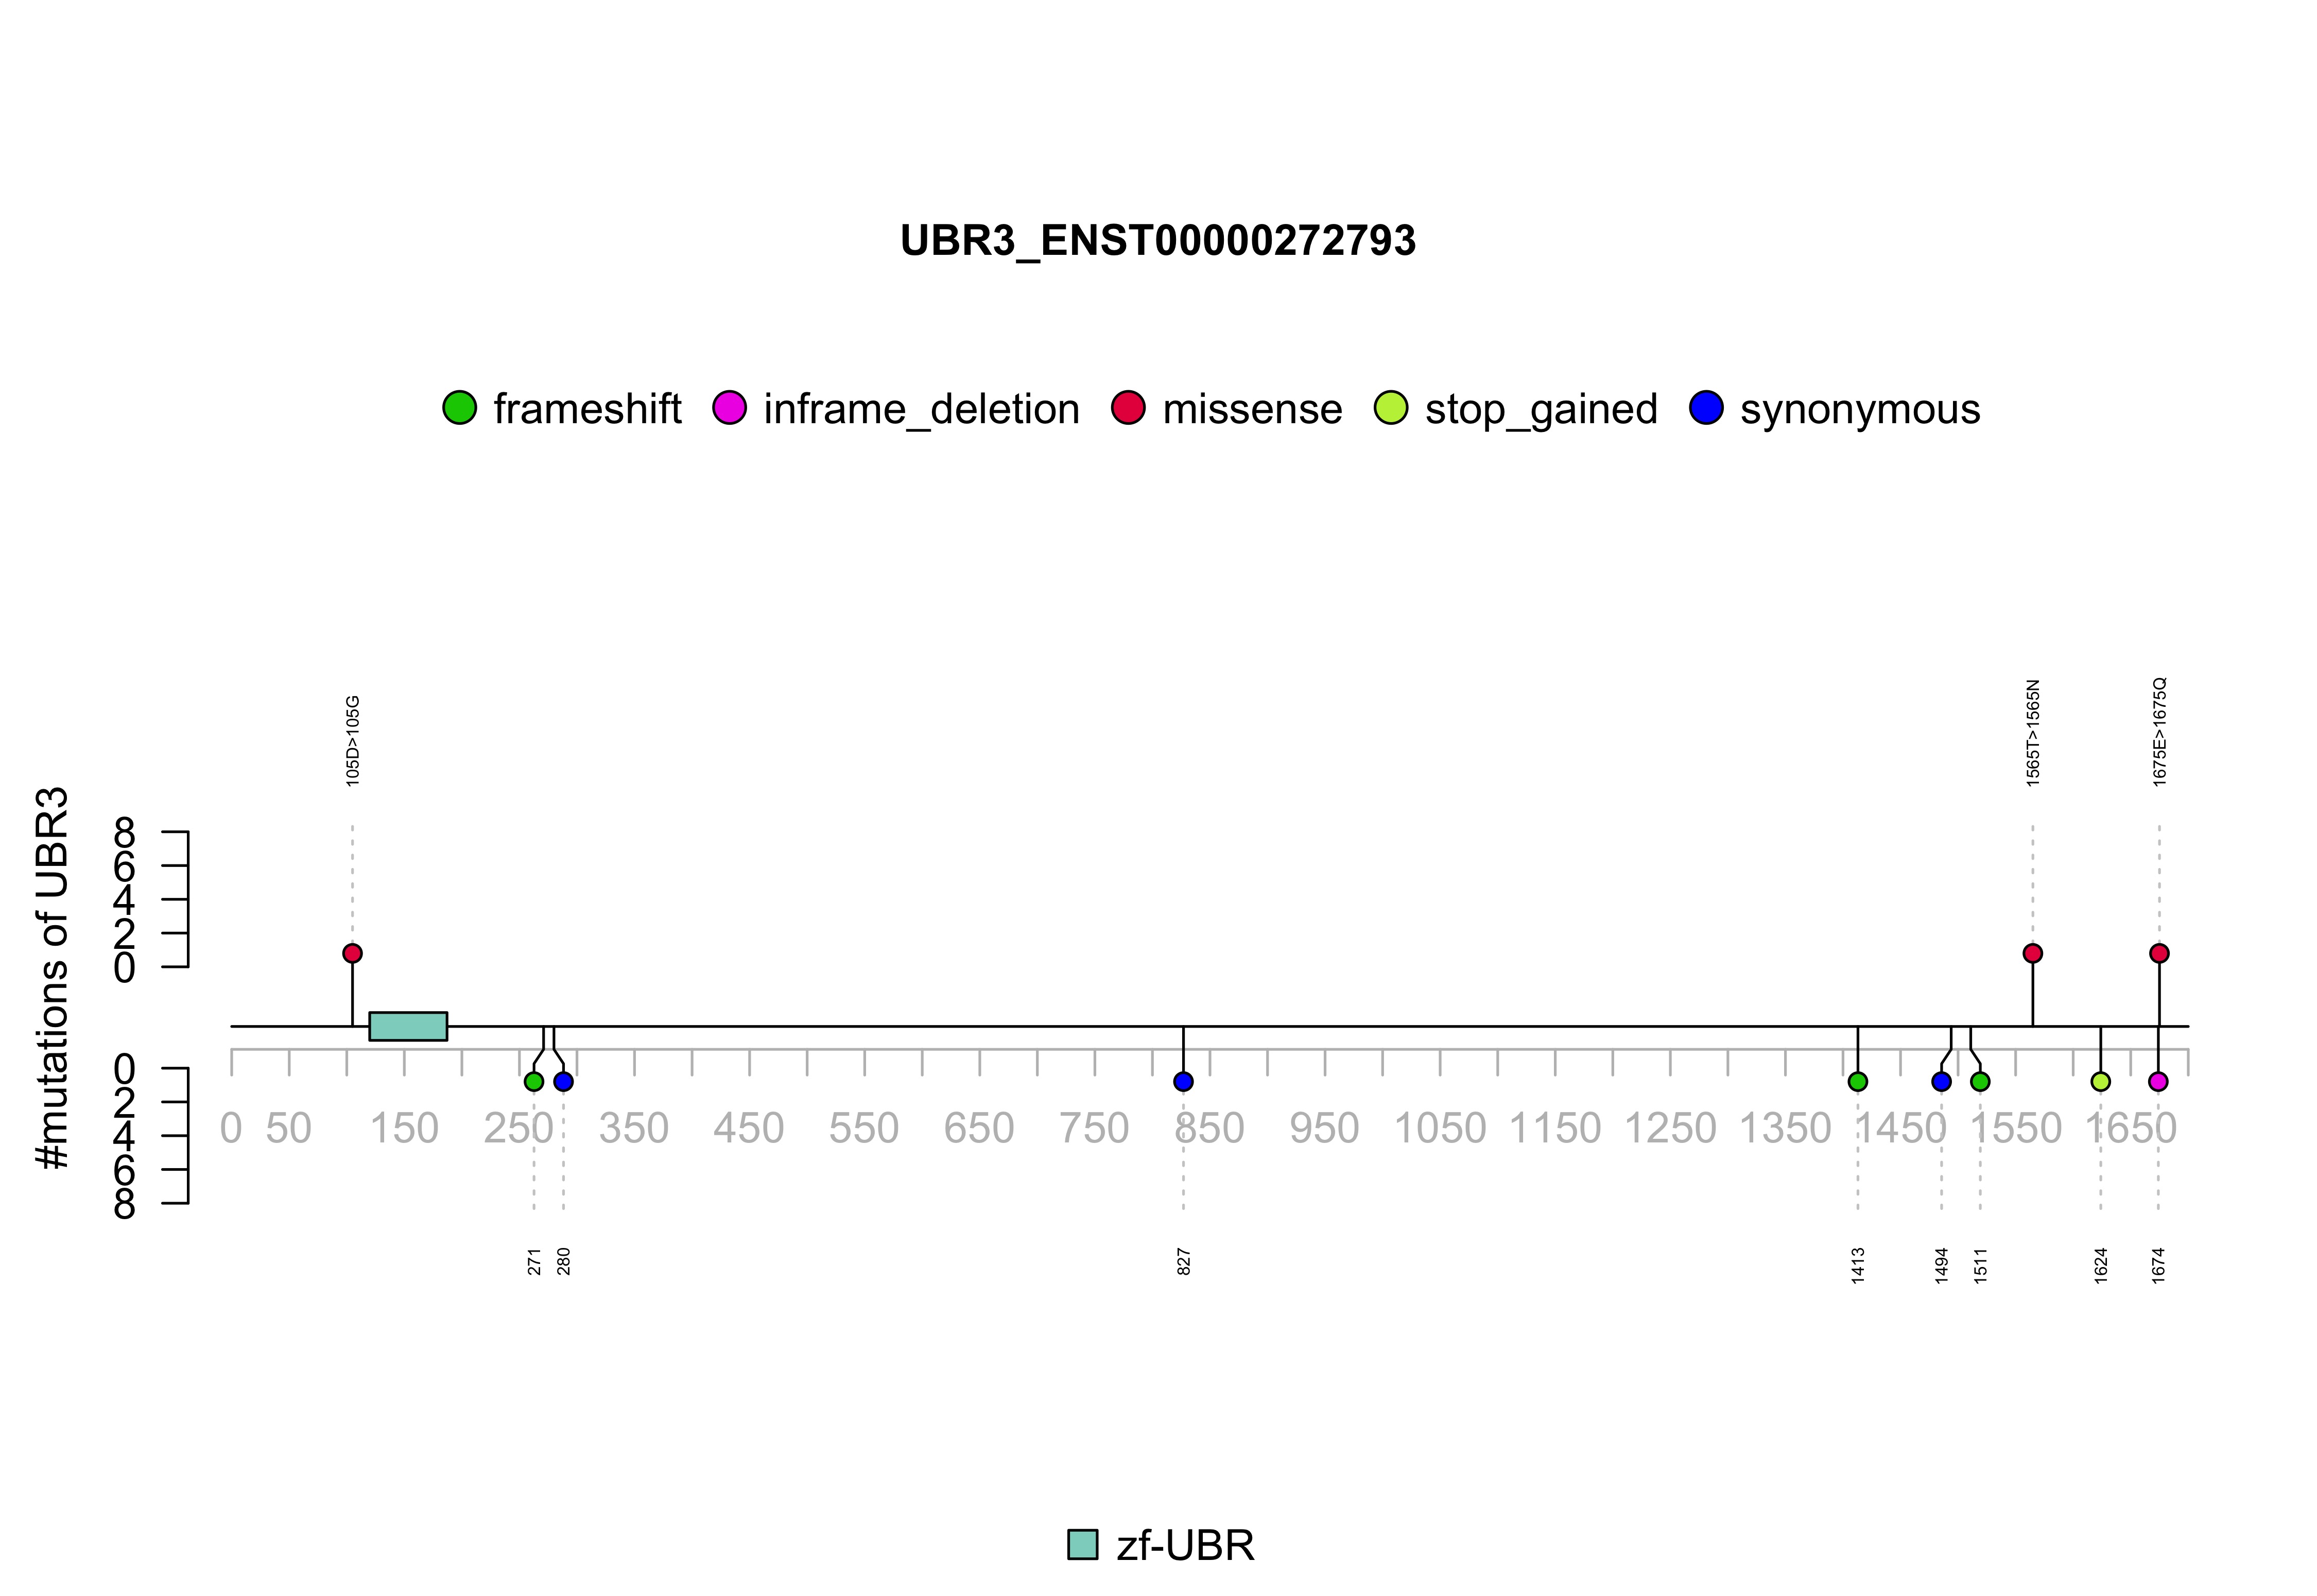 UBR3_ENST00000272793
frameshift inframe_deletion missense stop_gained synonymous
105D>105G 1565T>1565N 1675E>1675Q
#mutations of UBR3
8
6
4
2
0
0
2
4
6
8
0 50 150 250 350 450 550 650 750 850 950 1050 1150 1250 1350 1450 1550 1650
271 280 827 1413 1494 1511 1624 1674
zf-UBR